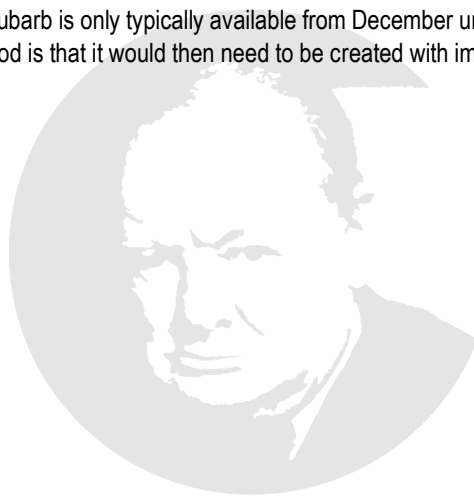 ubarb is only typically available from December un
od is that it would then need to be created with im